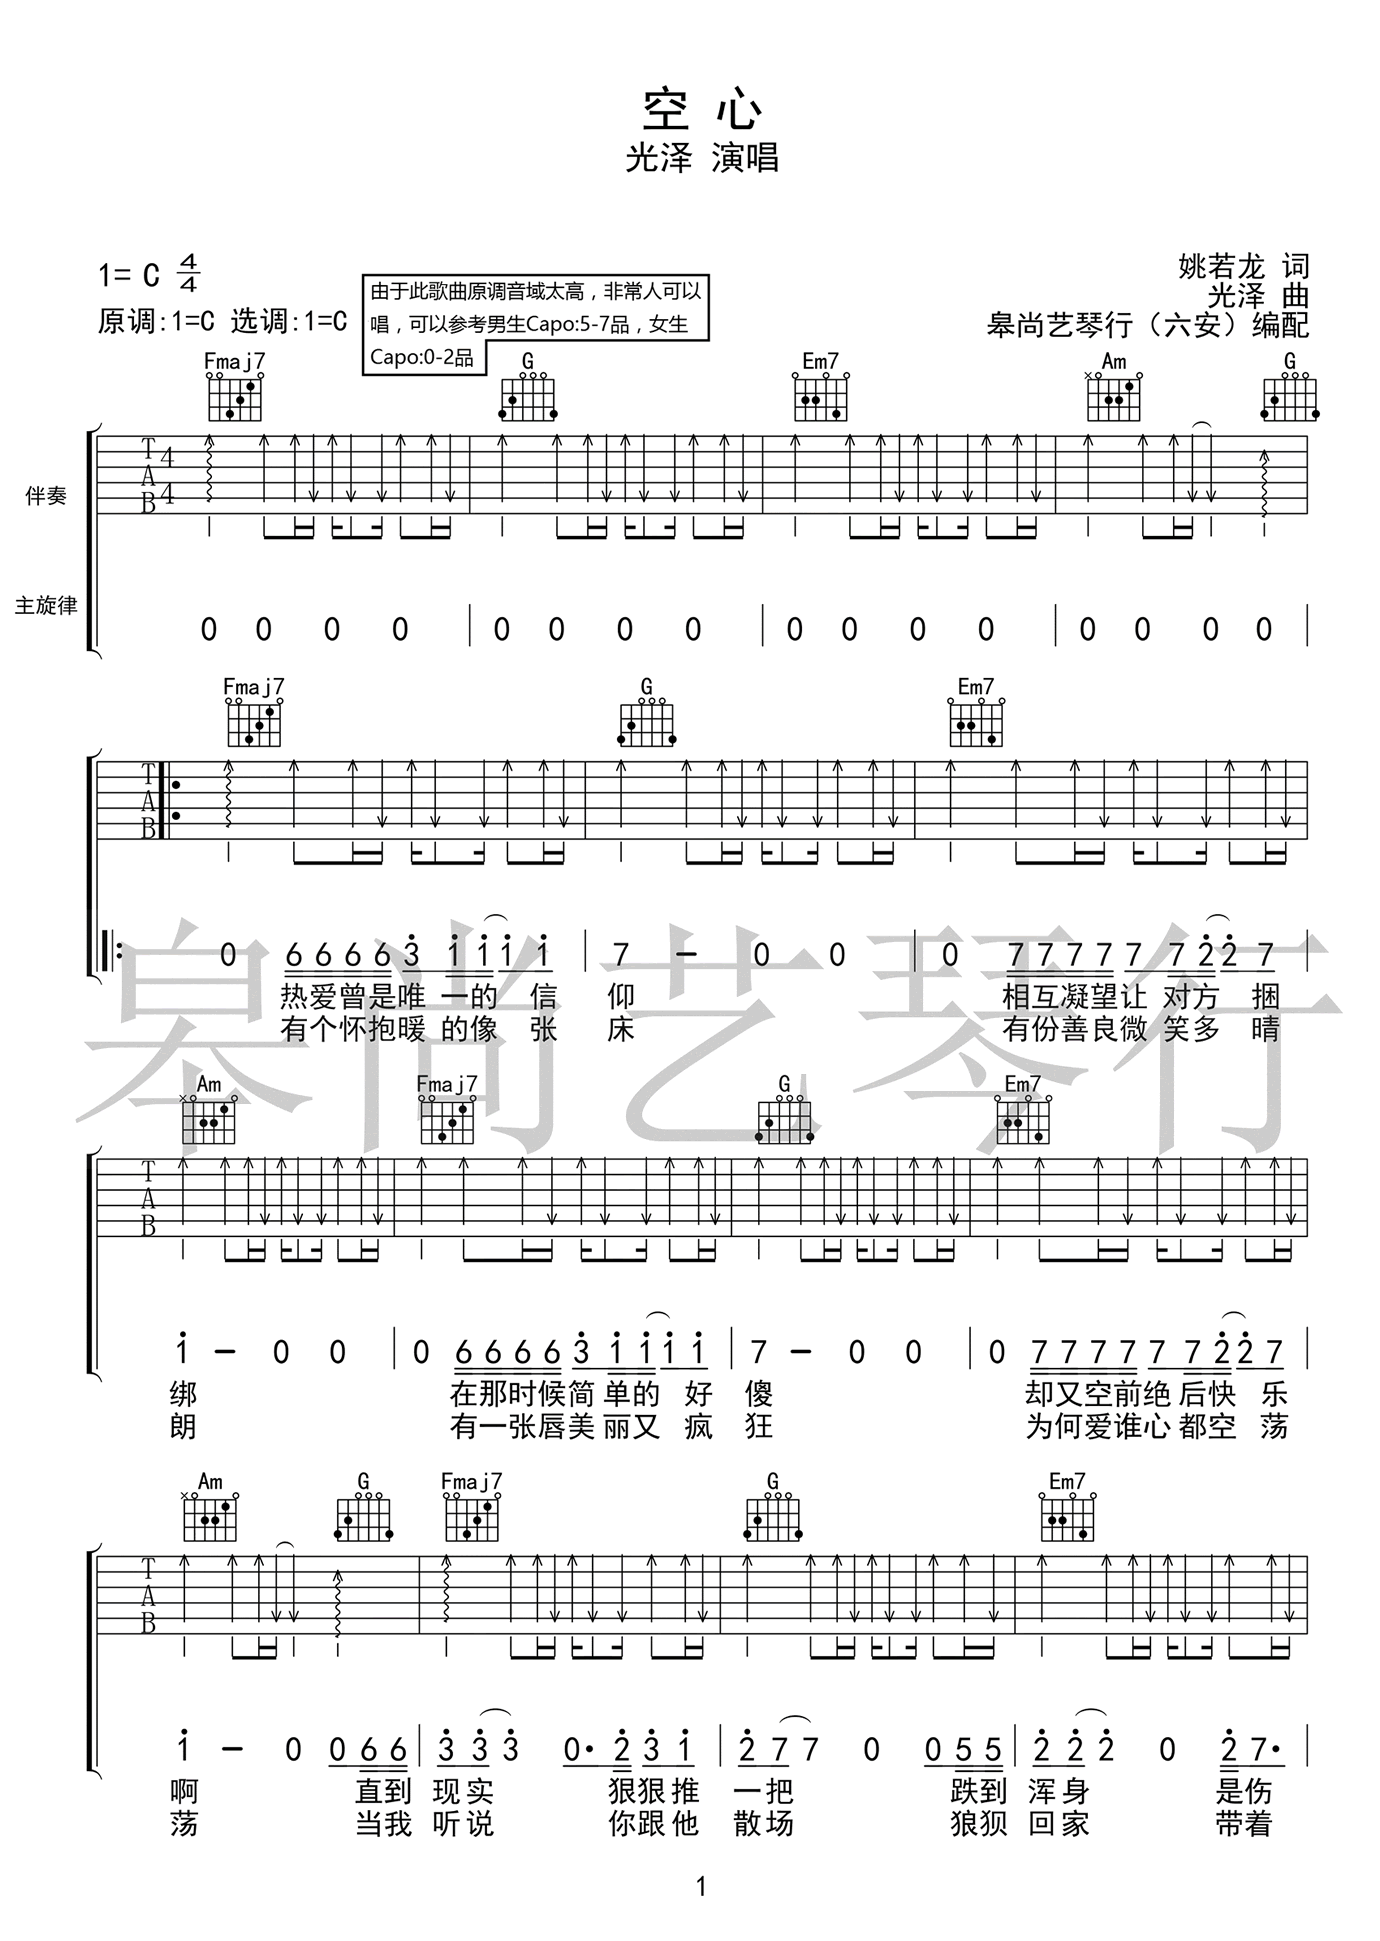 空 心
光泽 演唱
1= C 4/4
原调:1=C 选调:1=C
由于此歌曲原调音域太高，非常人可以
唱，可以参考男生Capo:5-7品，女生
Capo:0-2品
姚若龙 词
光泽 曲
皋尚艺琴行（六安）编配
Fmaj7 G Em7 Am G
伴奏 TAB 4/4
主旋律 0 0 0 0 | 0 0 0 0 | 0 0 0 0 | 0 0 0 0 |
Fmaj7 G Em7
TAB
0 6 6 6 6 3 1 1 1 1 | 7 - 0 0 | 0 7 7 7 7 7 7 2 2 7
热爱曾是唯 一的 信 仰 相互凝望让 对方 捆
有个怀抱暖 的像 张 床 有份善良微 笑多 晴
皋尚艺琴行
Am Fmaj7 G Em7
TAB
1 - 0 0 | 0 6 6 6 6 3 1 1 1 1 | 7 - 0 0 | 0 7 7 7 7 7 7 2 2 7 |
绑 在那时候简 单的 好 傻 却又空前绝 后快 乐
朗 有一张唇美 丽又 疯 狂 为何爱谁心 都空 荡
Am G Fmaj7 G Em7
TAB
1 - 0 0 6 6 | 3 3 3 0· 2 3 1 | 2 7 7 0 0 5 5 | 2 2 2 0 2 7· |
啊 直到 现实 狠狠推 一把 跌到 浑身 是伤
荡 当我 听说 你跟他 散场 狼狈 回家 带着
1